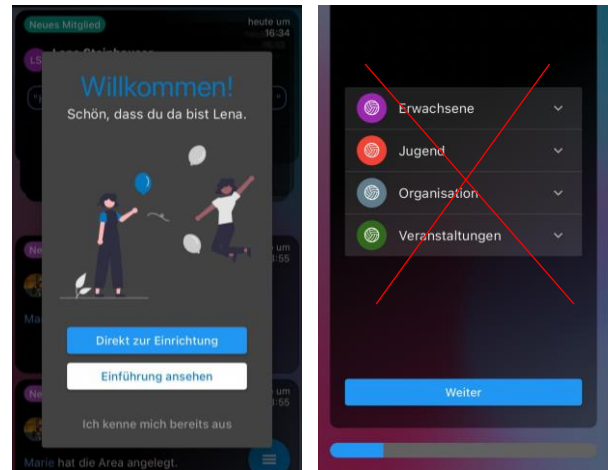 Neues Mitglied
heute um
16:34
LS
Willkommen!
Schön, dass du da bist Lena.
Direkt zur Einrichtung
Einführung ansehen
Ich kenne mich bereits aus
Marie hat die Area angelegt.
Erwachsene
Jugend
Organisation
Veranstaltungen
Weiter